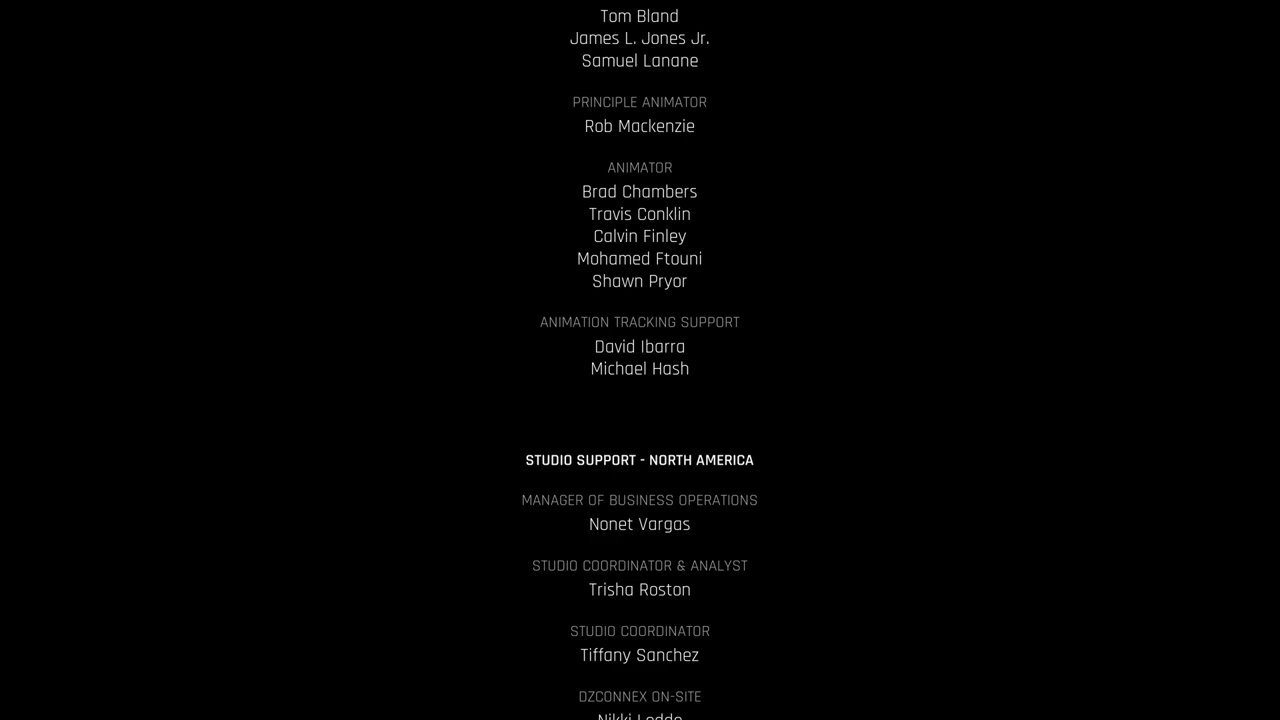 Tom Bland
James L. Jones Jr.
Samuel Lanane
PRINCIPLE ANIMATOR
Rob Mackenzie
ANIMATOR
Brad Chambers
Travis Conklin
Calvin Finley
Mohamed Ftouni
Shawn Pryor
ANIMATION TRACKING SUPPORT
David Ibarra
Michael Hash
STUDIO SUPPORT - NORTH AMERICA
MANAGER OF BUSINESS OPERATIONS
Nonet Vargas
STUDIO COORDINATOR & ANALYST
Trisha Roston
STUDIO COORDINATOR
Tiffany Sanchez
DZCONNEX ON-SITE
Nikki